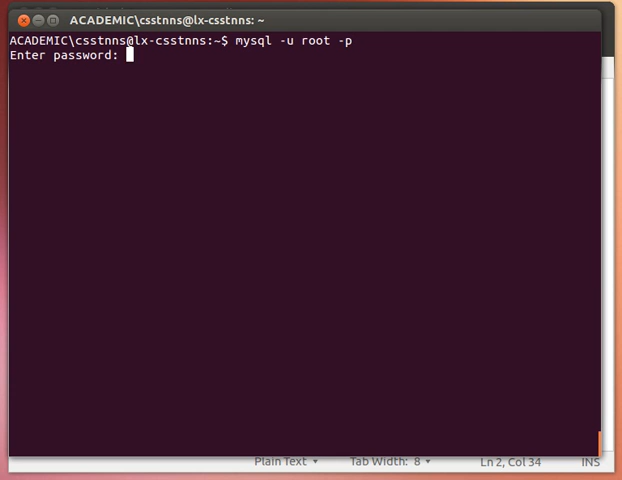 ACADEMIC\csstnns@lx-csstnns: ~
ACADEMIC\csstnns@lx-csstnns:~$ mysql -u root -p
Enter password:
Plain Text Tab Width: 8 Ln 2, Col 34 INS